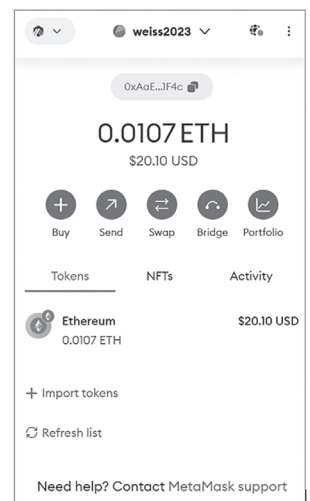 weiss2023
0xAaE...1F4c
0.0107 ETH
$20.10 USD
Buy Send Swap Bridge Portfolio
Tokens NFTs Activity
Ethereum $20.10 USD
0.0107 ETH
+ Import tokens
Refresh list
Need help? Contact MetaMask support